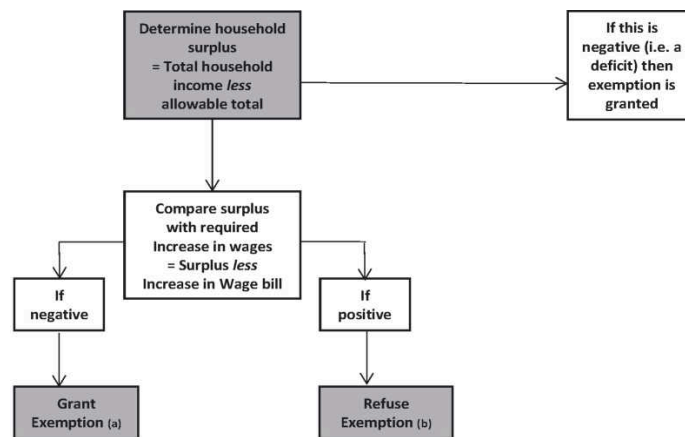 Determine household
surplus
= Total household
income less
allowable total
If this is
negative (i.e. a
deficit) then
exemption is
granted
Compare surplus
with required
Increase in wages
= Surplus less
Increase in Wage bill
If
negative
If
positive
Grant
Exemption (a)
Refuse
Exemption (b)